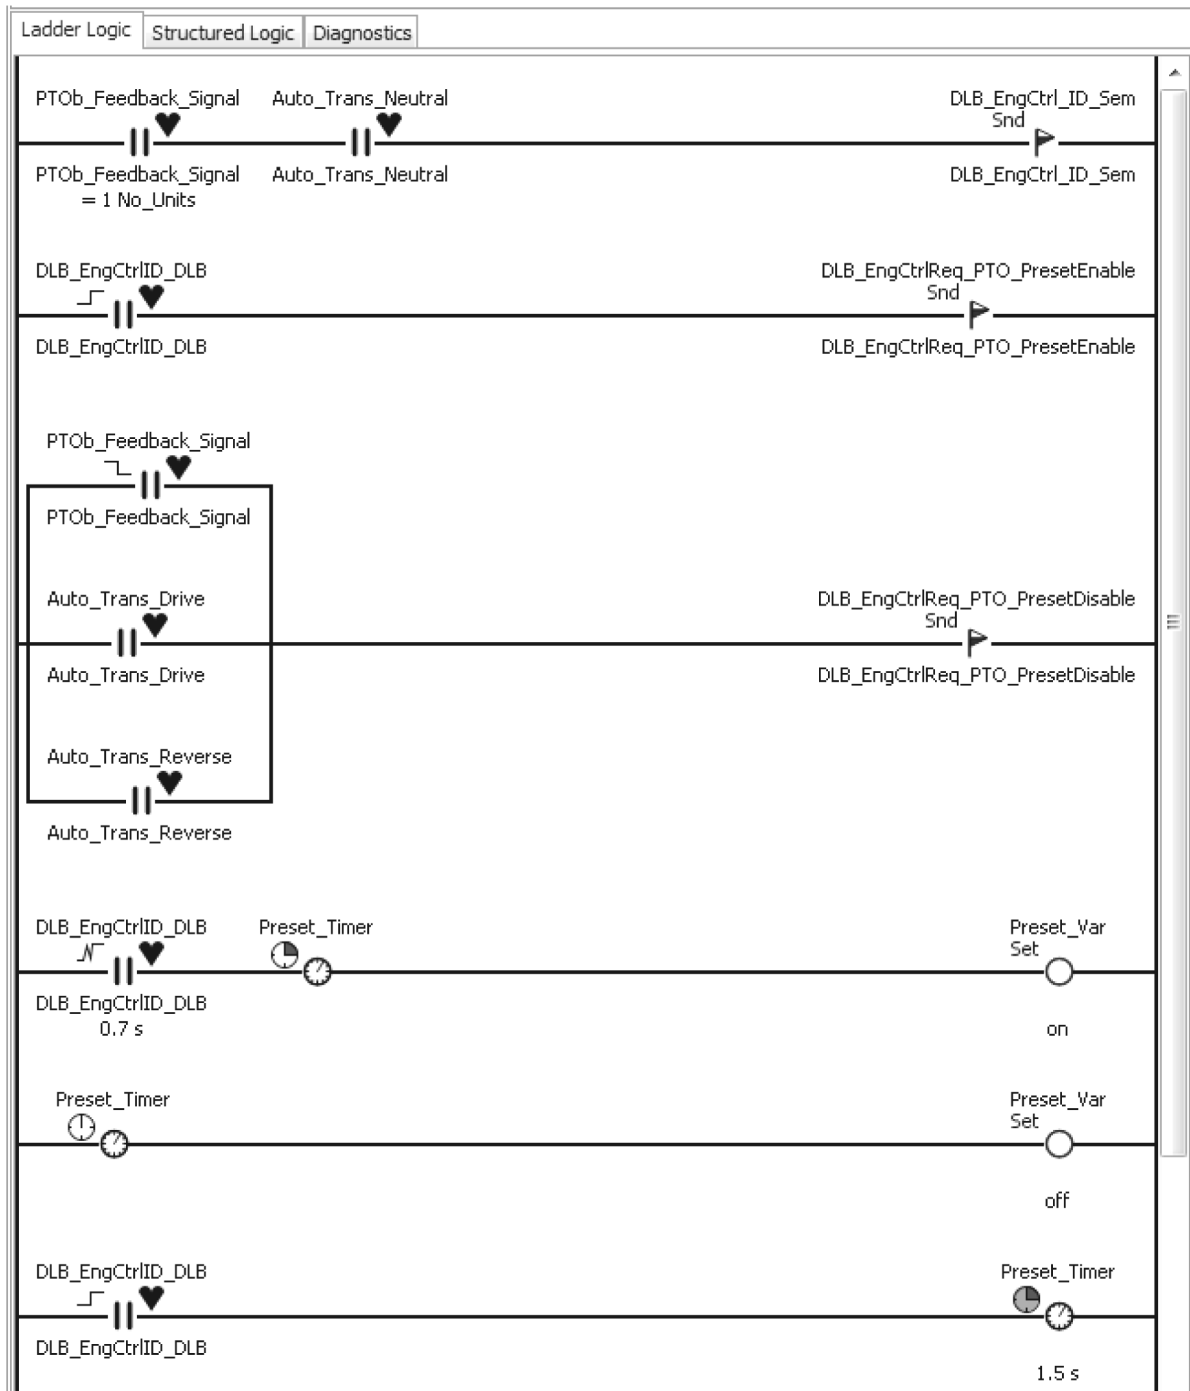 Ladder Logic Structured Logic Diagnostics
PTOb_Feedback_Signal Auto_Trans_Neutral DLB_EngCtrl_ID_Sem
Snd
PTOb_Feedback_Signal Auto_Trans_Neutral DLB_EngCtrl_ID_Sem
= 1 No_Units
DLB_EngCtrlID_DLB DLB_EngCtrlReq_PTO_PresetEnable
Snd
DLB_EngCtrlID_DLB DLB_EngCtrlReq_PTO_PresetEnable
PTOb_Feedback_Signal
PTOb_Feedback_Signal
Auto_Trans_Drive DLB_EngCtrlReq_PTO_PresetDisable
Snd
Auto_Trans_Drive DLB_EngCtrlReq_PTO_PresetDisable
Auto_Trans_Reverse
Auto_Trans_Reverse
DLB_EngCtrlID_DLB Preset_Timer Preset_Var
Set
DLB_EngCtrlID_DLB
0.7 s on
Preset_Timer Preset_Var
Set
off
DLB_EngCtrlID_DLB Preset_Timer
DLB_EngCtrlID_DLB
1.5 s